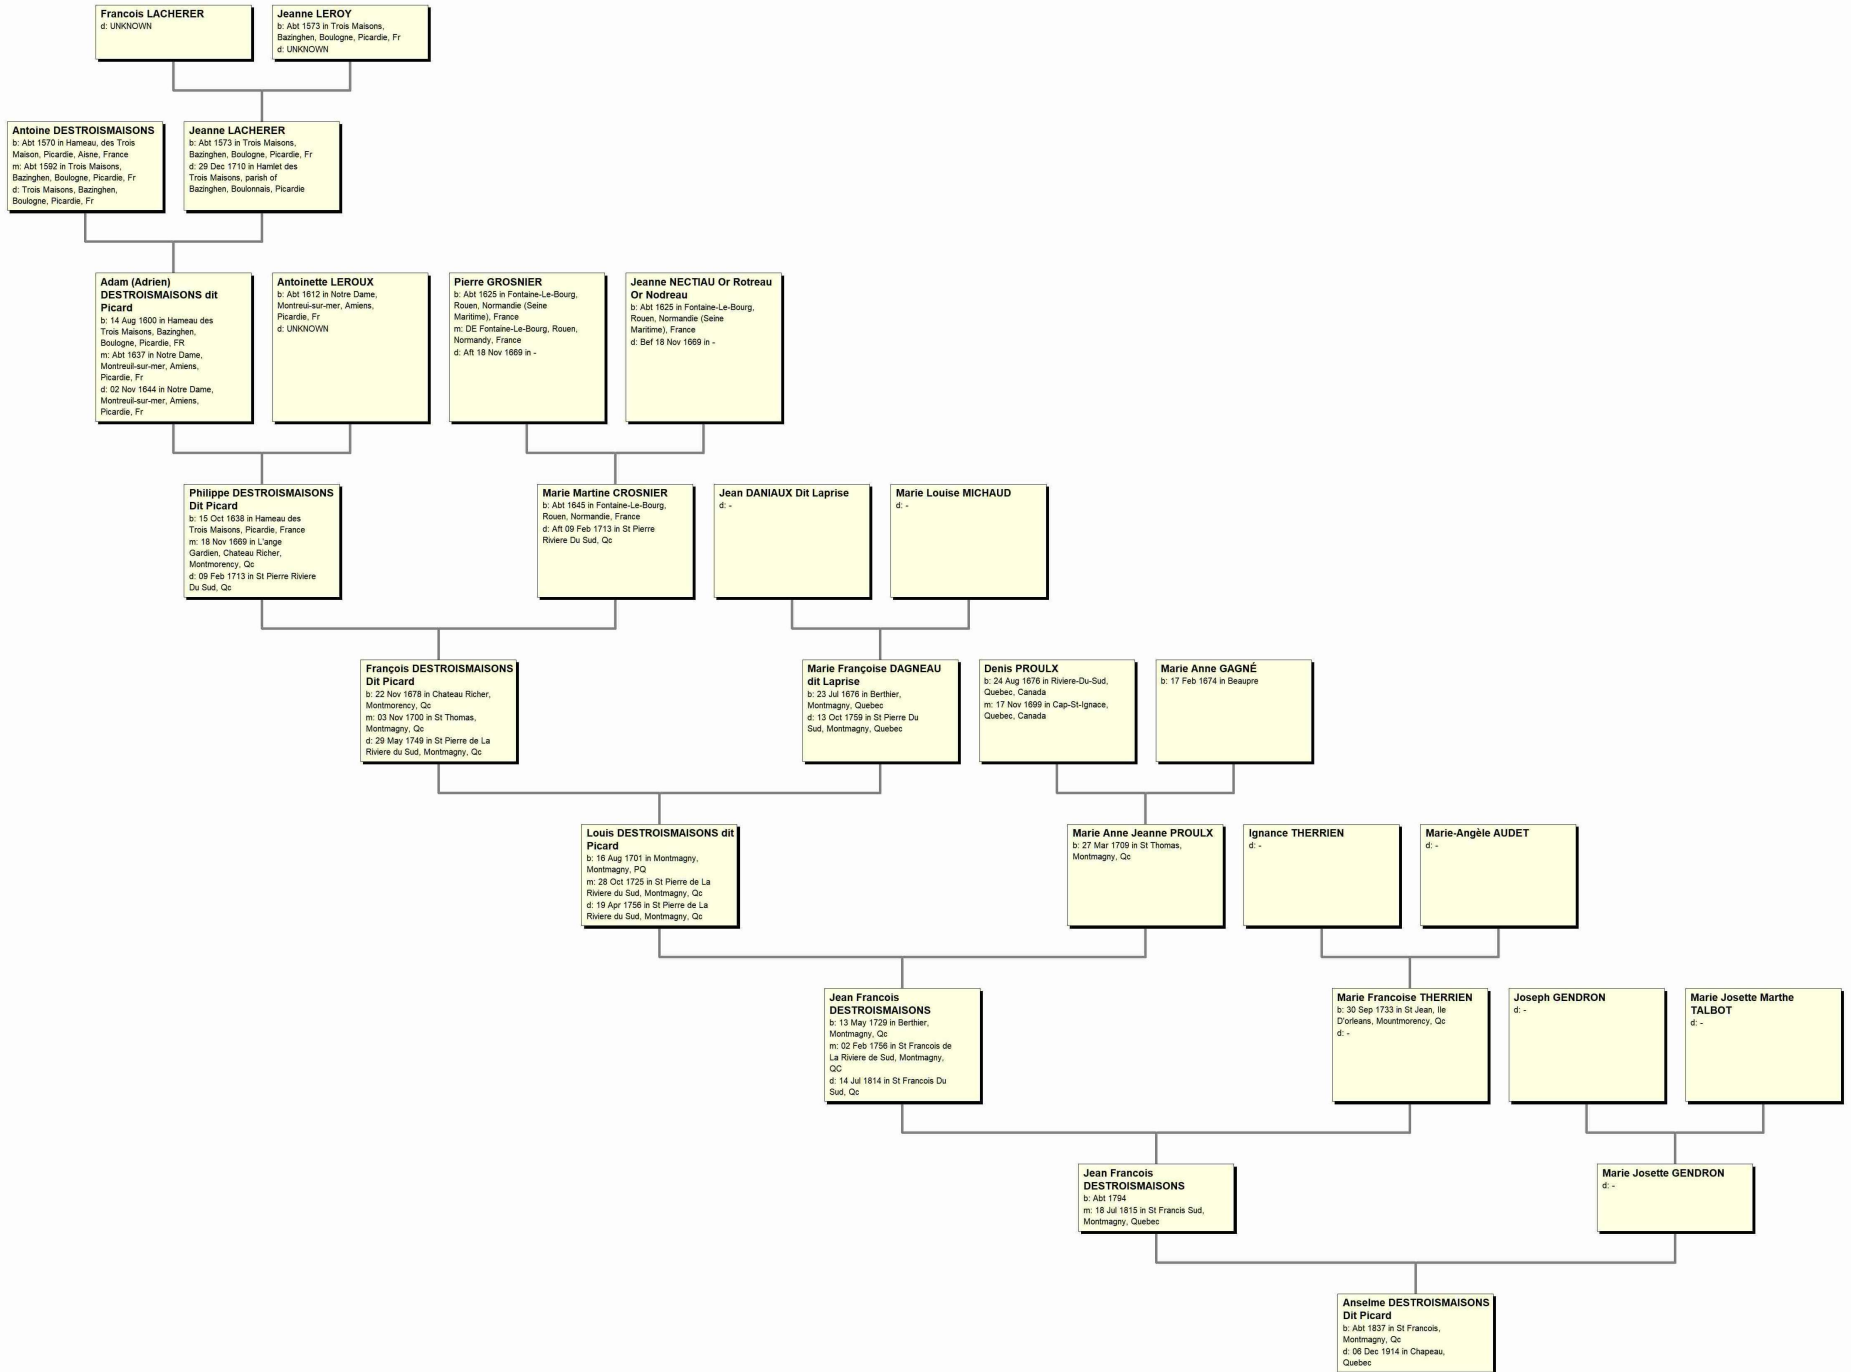 Francois LACHERER
d: UNKNOWN
Jeanne LEROY
b: Abt 1573 in Trois Maisons,
Bazinghen, Boulogne, Picardie, Fr
d: UNKNOWN
Antoine DESTROISMAISONS
b: Abt 1570 in Hameau, des Trois
Maison, Picardie, Aisne, France
m: Abt 1592 in Trois Maisons,
Bazinghen, Boulogne, Picardie, Fr
d: Trois Maisons, Bazinghen,
Boulogne, Picardie, Fr
Jeanne LACHERER
b: Abt 1573 in Trois Maisons,
Bazinghen, Boulogne, Picardie, Fr
d: 29 Dec 1710 in Hamlet des
Trois Maisons, parish of
Bazinghen, Boulonnais, Picardie
Adam (Adrien)
DESTROISMAISONS dit
Picard
b: 14 Aug 1600 in Hameau des
Trois Maisons, Bazinghen,
Boulogne, Picardie, FR
m: Abt 1637 in Notre Dame,
Montreuil-sur-mer, Amiens,
Picardie, Fr
d: 02 Nov 1644 in Notre Dame,
Montreuil-sur-mer, Amiens,
Picardie, Fr
Antoinette LEROUX
b: Abt 1612 in Notre Dame,
Montreui-sur-mer, Amiens,
Picardie, Fr
d: UNKNOWN
Pierre GROSNIER
b: Abt 1625 in Fontaine-Le-Bourg,
Rouen, Normandie (Seine
Maritime), France
m: DE Fontaine-Le-Bourg, Rouen,
Normandy, France
d: Aft 18 Nov 1669 in -
Jeanne NECTIAU Or Rotreau
Or Nodreau
b: Abt 1625 in Fontaine-Le-Bourg,
Rouen, Normandie (Seine
Maritime), France
d: Bef 18 Nov 1669 in -
Philippe DESTROISMAISONS
Dit Picard
b: 15 Oct 1638 in Hameau des
Trois Maisons, Picardie, France
m: 18 Nov 1669 in L'ange
Gardien, Chateau Richer,
Montmorency, Qc
d: 09 Feb 1713 in St Pierre Riviere
Du Sud, Qc
Marie Martine CROSNIER
b: Abt 1645 in Fontaine-Le-Bourg,
Rouen, Normandie, France
d: Aft 09 Feb 1713 in St Pierre
Riviere Du Sud, Qc
Jean DANIAUX Dit Laprise
d: -
Marie Louise MICHAUD
d: -
François DESTROISMAISONS
Dit Picard
b: 22 Nov 1678 in Chateau Richer,
Montmorency, Qc
m: 03 Nov 1700 in St Thomas,
Montmagny, Qc
d: 29 May 1749 in St Pierre de La
Riviere du Sud, Montmagny, Qc
Marie Françoise DAGNEAU
dit Laprise
b: 23 Jul 1676 in Berthier,
Montmagny, Quebec
d: 13 Oct 1759 in St Pierre Du
Sud, Montmagny, Quebec
Denis PROULX
b: 24 Aug 1676 in Riviere-Du-Sud,
Quebec, Canada
m: 17 Nov 1699 in Cap-St-Ignace,
Quebec, Canada
Marie Anne GAGNÉ
b: 17 Feb 1674 in Beaupre
Louis DESTROISMAISONS dit
Picard
b: 16 Aug 1701 in Montmagny,
Montmagny, PQ
m: 28 Oct 1725 in St Pierre de La
Riviere du Sud, Montmagny, Qc
d: 19 Apr 1756 in St Pierre de La
Riviere du Sud, Montmagny, Qc
Marie Anne Jeanne PROULX
b: 27 Mar 1709 in St Thomas,
Montmagny, Qc
Ignance THERRIEN
d: -
Marie-Angèle AUDET
d: -
Jean Francois
DESTROISMAISONS
b: 13 May 1729 in Berthier,
Montmagny, Qc
m: 02 Feb 1756 in St Francois de
La Riviere de Sud, Montmagny,
QC
d: 14 Jul 1814 in St Francois Du
Sud, Qc
Marie Francoise THERRIEN
b: 30 Sep 1733 in St Jean, Ile
D'orleans, Mountmorency, Qc
d: -
Joseph GENDRON
d: -
Marie Josette Marthe
TALBOT
d: -
Jean Francois
DESTROISMAISONS
b: Abt 1794
m: 18 Jul 1815 in St Francis Sud,
Montmagny, Quebec
Marie Josette GENDRON
d: -
Anselme DESTROISMAISONS
Dit Picard
b: Abt 1837 in St Francois,
Montmagny, Qc
d: 06 Dec 1914 in Chapeau,
Quebec